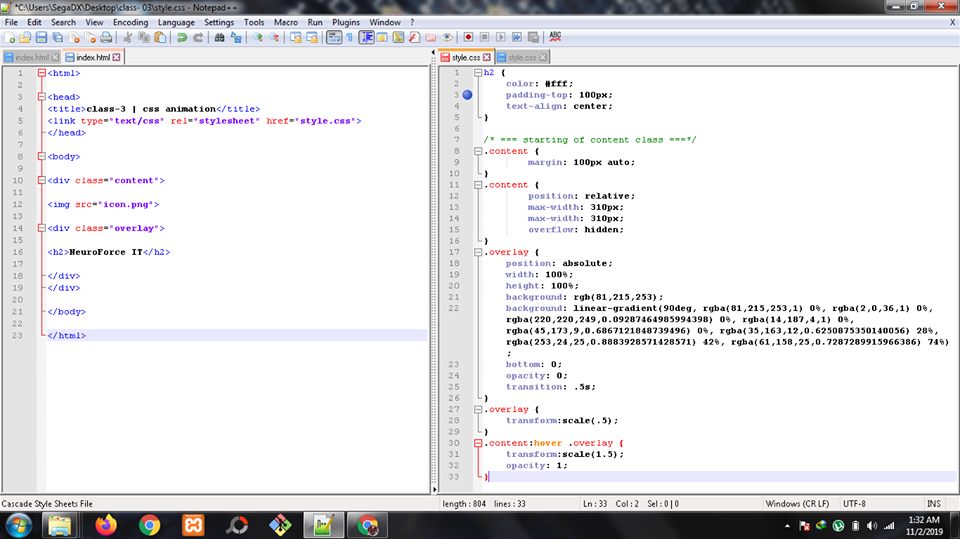 *C:\Users\SegaDX\Desktop\class- 03\style.css - Notepad++
File Edit Search View Encoding Language Settings Tools Macro Run Plugins Window ?
X
index.html index.html
1 <html>
2
3 <head>
4 <title>class-3 | css animation</title>
5 <link type="text/css" rel="stylesheet" href="style.css">
6 </head>
7
8 <body>
9
10 <div class="content">
11
12 <img src="icon.png">
13
14 <div class="overlay">
15
16 <h2>NeuroForce IT</h2>
17
18 </div>
19 </div>
20
21 </body>
22
23 </html>
style.css style.css
1 h2 {
2 color: #fff;
3 padding-top: 100px;
4 text-align: center;
5 }
6
7 /* === starting of content class ===*/
8 .content {
9 margin: 100px auto;
10 }
11 .content {
12 position: relative;
13 max-width: 310px;
14 max-width: 310px;
15 overflow: hidden;
16 }
17 .overlay {
18 position: absolute;
19 width: 100%;
20 height: 100%;
21 background: rgb(81,215,253);
22 background: linear-gradient(90deg, rgba(81,215,253,1) 0%, rgba(2,0,36,1) 0%,
rgba(220,220,249,0.09287464985994398) 0%, rgba(14,187,4,1) 0%,
rgba(45,173,9,0.6867121848739496) 0%, rgba(35,163,12,0.6250875350140056) 28%,
rgba(253,24,25,0.8883928571428571) 42%, rgba(61,158,25,0.7287289915966386) 74%)
;
23 bottom: 0;
24 opacity: 0;
25 transition: .5s;
26 }
27 .overlay {
28 transform:scale(.5);
29 }
30 .content:hover .overlay {
31 transform:scale(1.5);
32 opacity: 1;
33 }
Cascade Style Sheets File length : 804 lines : 33 Ln : 33 Col : 2 Sel : 0 | 0 Windows (CR LF) UTF-8 INS
1:32 AM
11/2/2019